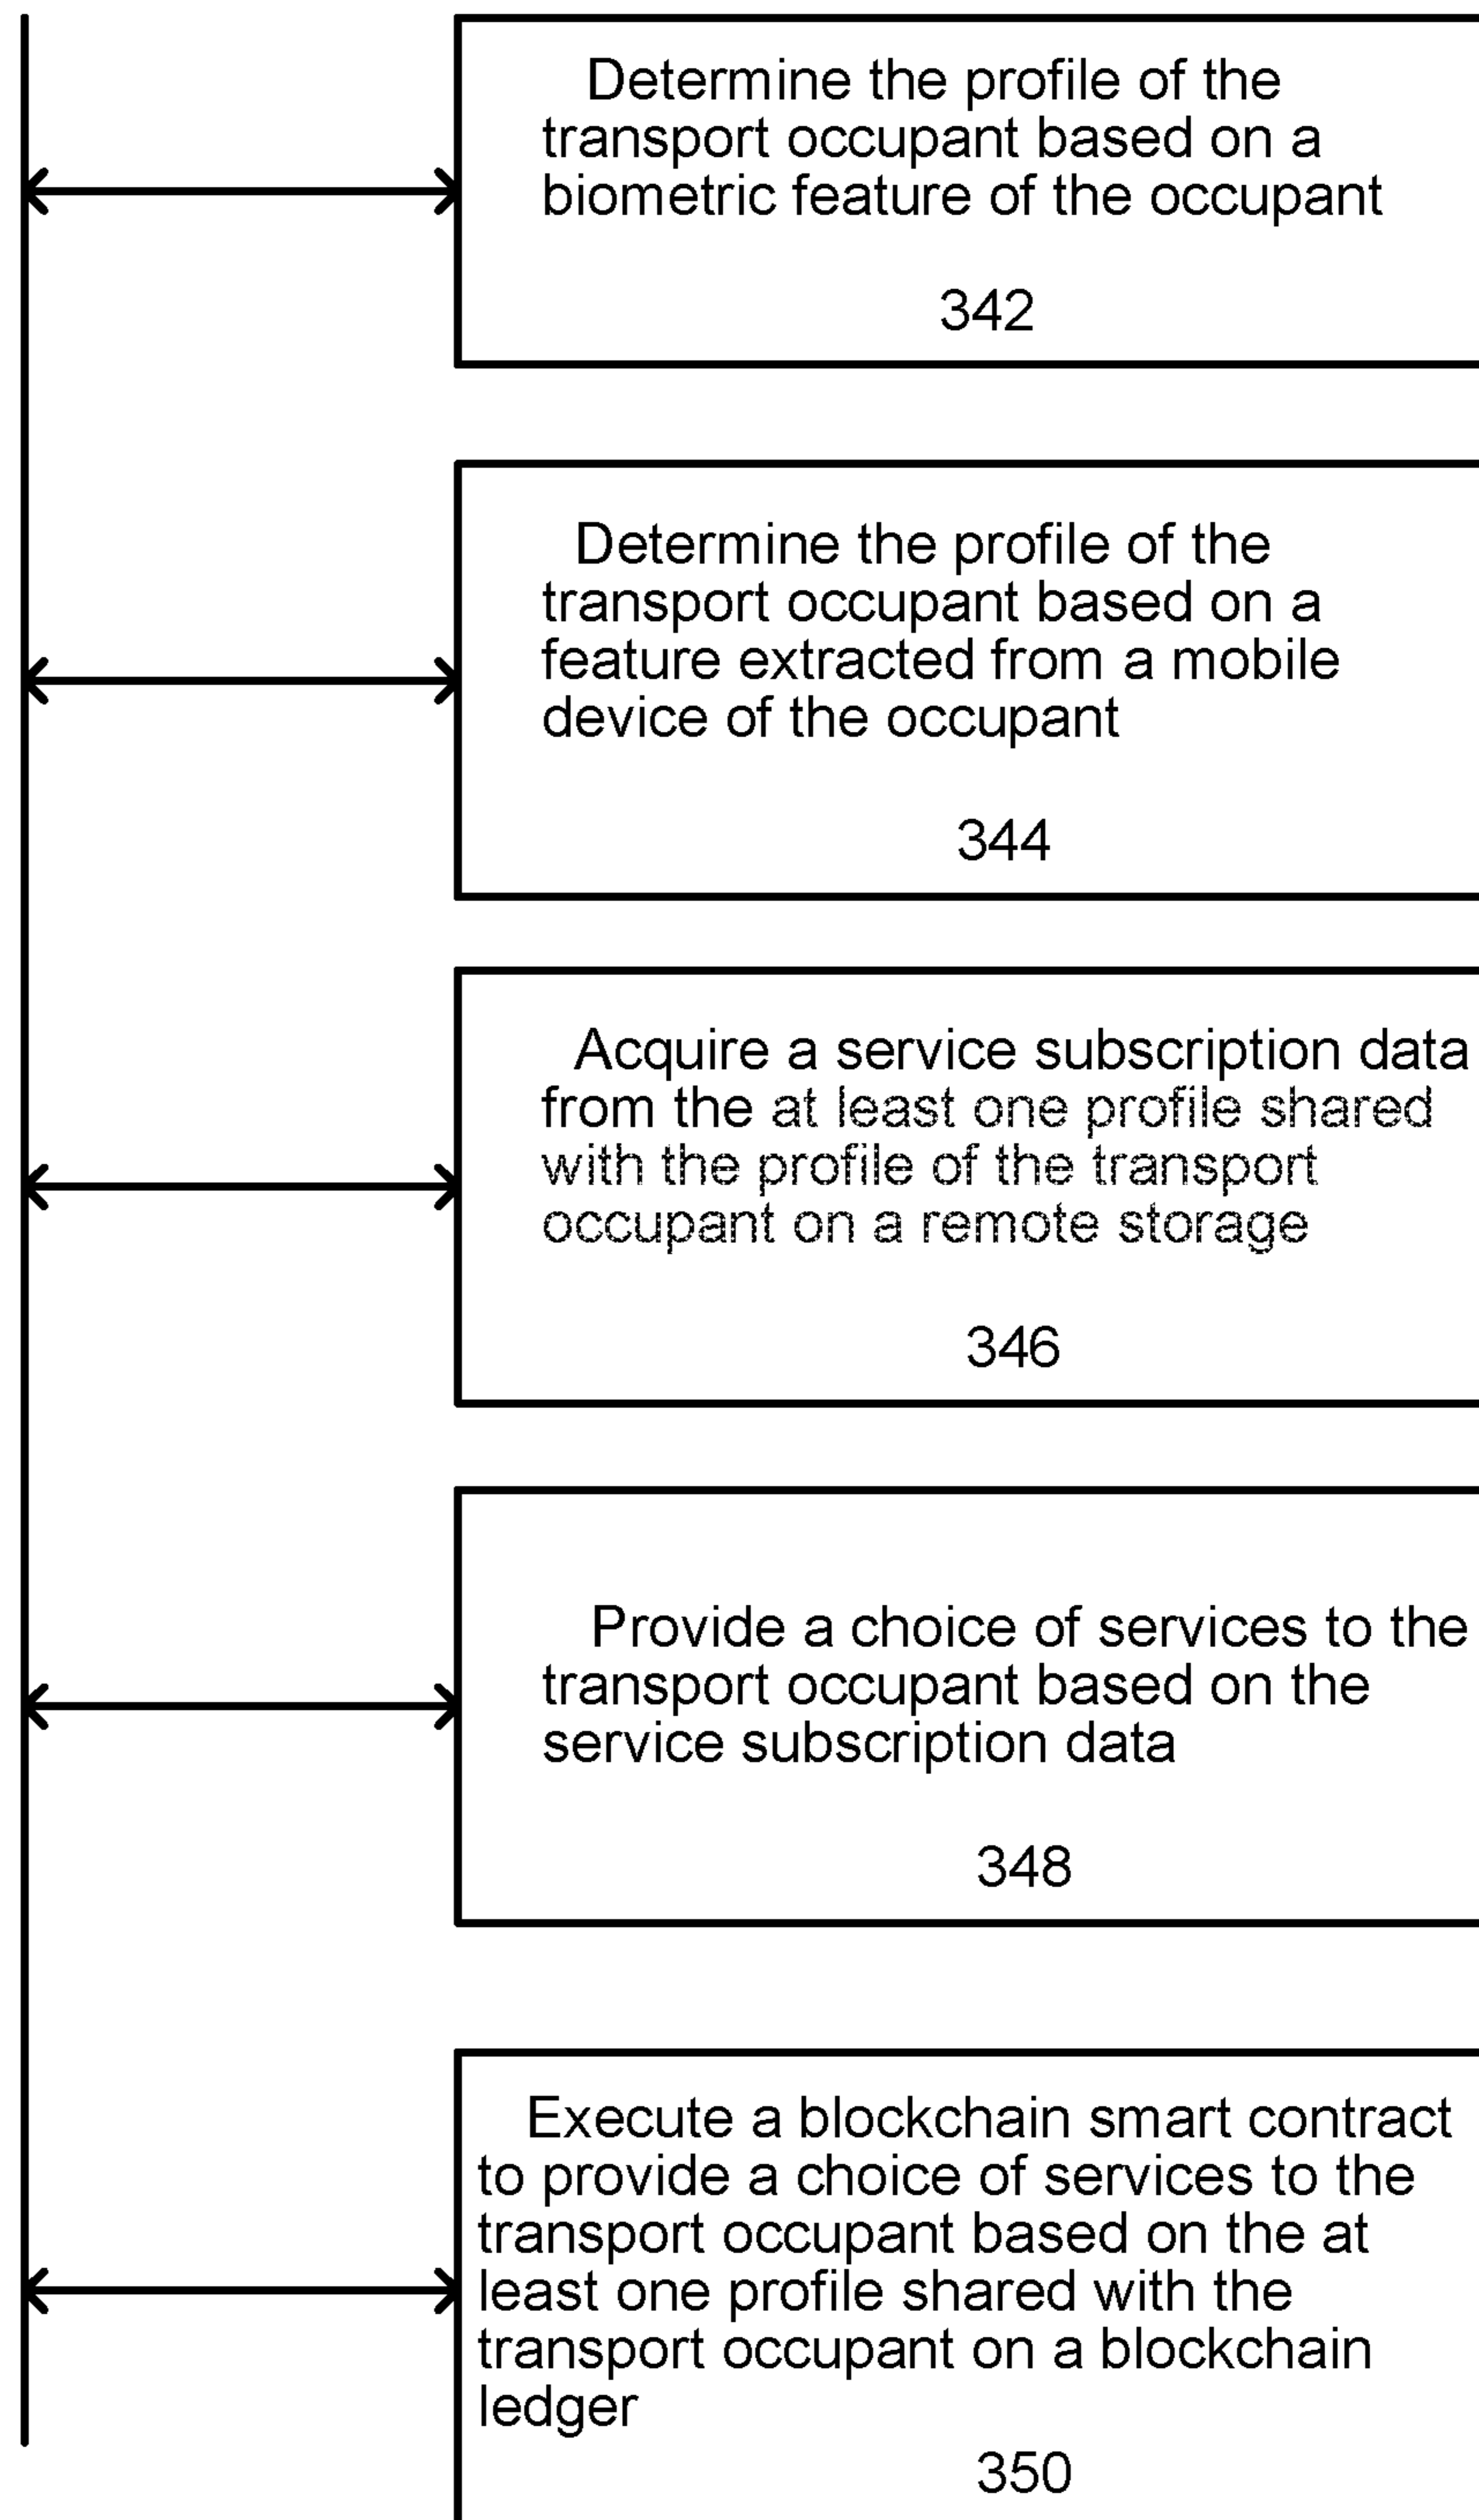 Determine the profile of the
transport occupant based on a
biometric feature of the occupant
342
Determine the profile of the
transport occupant based on a
feature extracted from a mobile
device of the occupant
344
Acquire a service subscription data
from the at least one profile shared
with the profile of the transport
occupant on a remote storage
346
Provide a choice of services to the
transport occupant based on the
service subscription data
348
Execute a blockchain smart contract
to provide a choice of services to the
transport occupant based on the at
least one profile shared with the
transport occupant on a blockchain
ledger
350